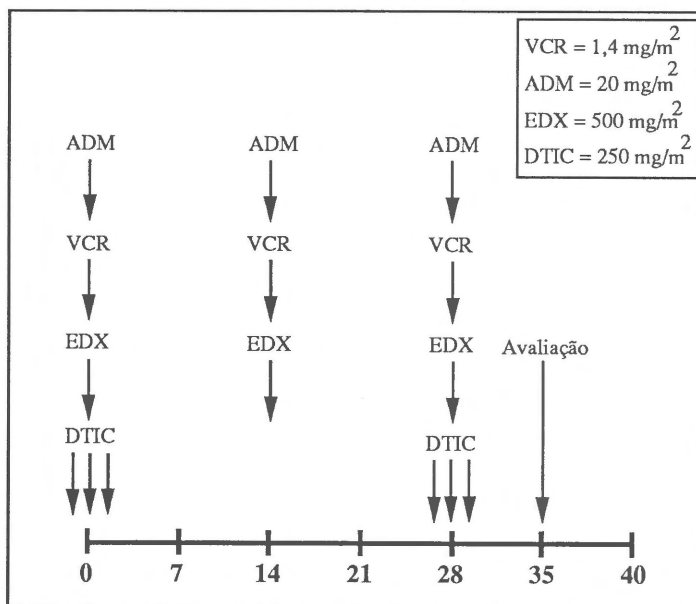 VCR = 1,4 mg/m²
ADM = 20 mg/m²
EDX = 500 mg/m²
DTIC = 250 mg/m²
ADM ADM ADM
VCR VCR VCR
EDX EDX EDX Avaliação
DTIC DTIC
0 7 14 21 28 35 40